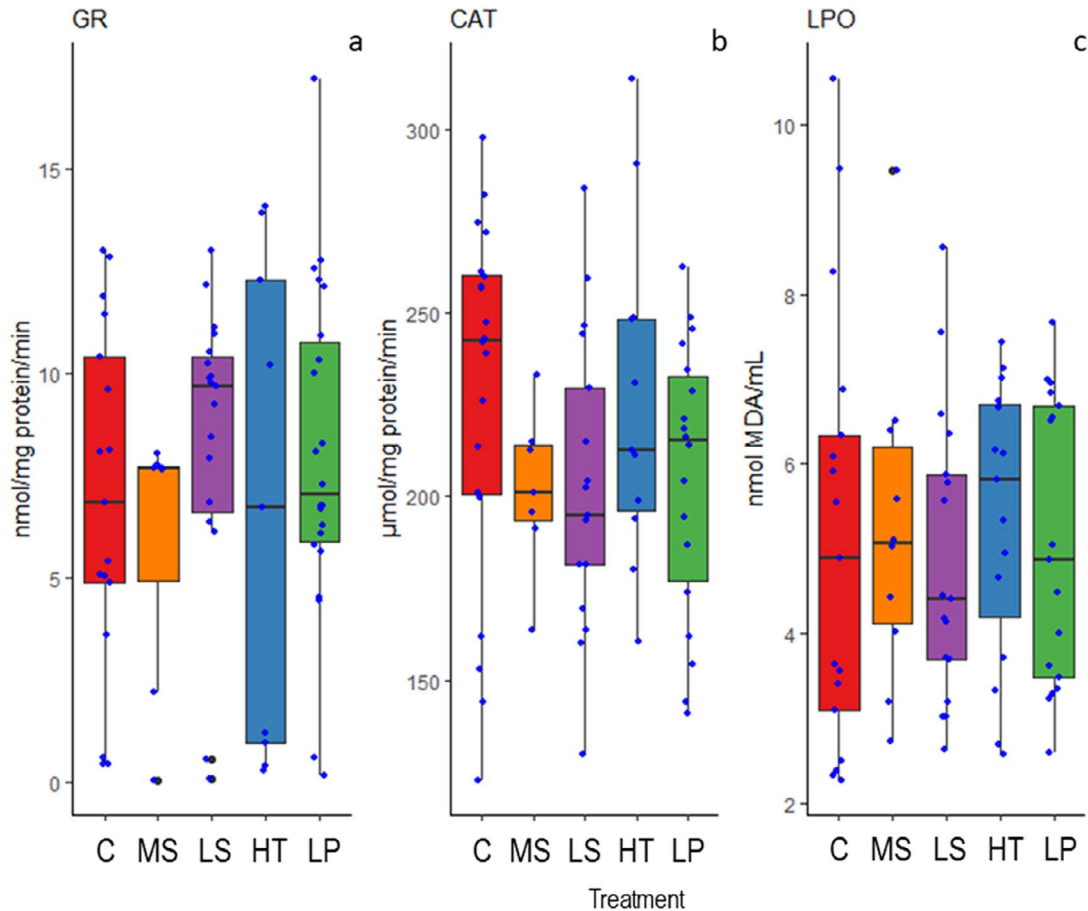 GR
a
nmol/mg protein/min
15
10
5
0
C MS LS HT LP
CAT
b
µmol/mg protein/min
300
250
200
150
C MS LS HT LP
Treatment
LPO
c
nmol MDA/mL
10
8
6
4
2
C MS LS HT LP